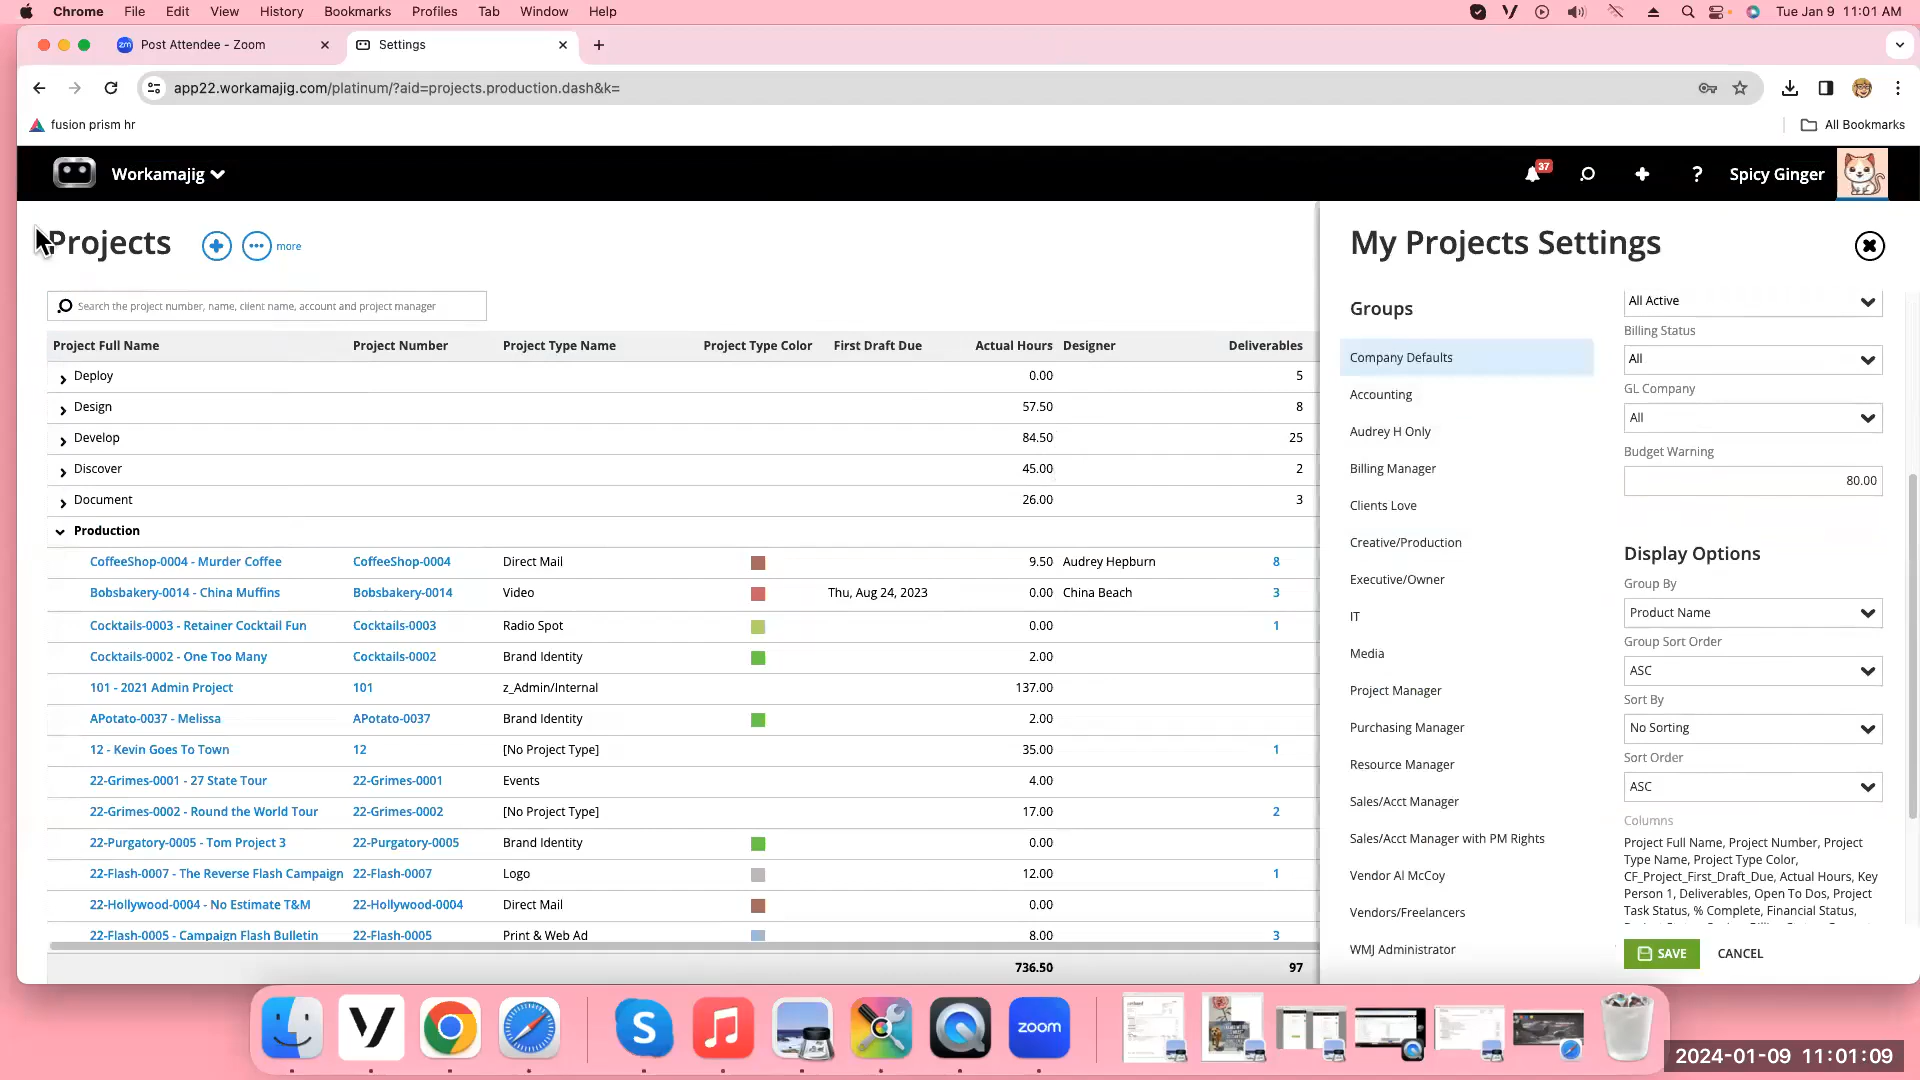 Chrome File Edit View History Bookmarks Profiles Tab Window Help Tue Jan 9 11:01 AM
zm Post Attendee - Zoom Settings
app22.workamajig.com/platinum/?aid=projects.production.dash&k=
fusion prism hr All Bookmarks
Workamajig 37 ? Spicy Ginger
Projects more
Search the project number, name, client name, account and project manager
Project Full Name Project Number Project Type Name Project Type Color First Draft Due Actual Hours Designer Deliverables
Deploy 0.00 5
Design 57.50 8
Develop 84.50 25
Discover 45.00 2
Document 26.00 3
Production
CoffeeShop-0004 - Murder Coffee CoffeeShop-0004 Direct Mail 9.50 Audrey Hepburn 8
Bobsbakery-0014 - China Muffins Bobsbakery-0014 Video Thu, Aug 24, 2023 0.00 China Beach 3
Cocktails-0003 - Retainer Cocktail Fun Cocktails-0003 Radio Spot 0.00 1
Cocktails-0002 - One Too Many Cocktails-0002 Brand Identity 2.00
101 - 2021 Admin Project 101 z_Admin/Internal 137.00
APotato-0037 - Melissa APotato-0037 Brand Identity 2.00
12 - Kevin Goes To Town 12 [No Project Type] 35.00 1
22-Grimes-0001 - 27 State Tour 22-Grimes-0001 Events 4.00
22-Grimes-0002 - Round the World Tour 22-Grimes-0002 [No Project Type] 17.00 2
22-Purgatory-0005 - Tom Project 3 22-Purgatory-0005 Brand Identity 0.00
22-Flash-0007 - The Reverse Flash Campaign 22-Flash-0007 Logo 12.00 1
22-Hollywood-0004 - No Estimate T&M 22-Hollywood-0004 Direct Mail 0.00
22-Flash-0005 - Campaign Flash Bulletin 22-Flash-0005 Print & Web Ad 8.00 3
736.50 97
My Projects Settings
Groups
Company Defaults
Accounting
Audrey H Only
Billing Manager
Clients Love
Creative/Production
Executive/Owner
IT
Media
Project Manager
Purchasing Manager
Resource Manager
Sales/Acct Manager
Sales/Acct Manager with PM Rights
Vendor Al McCoy
Vendors/Freelancers
WMJ Administrator
All Active
Billing Status
All
GL Company
All
Budget Warning
80.00
Display Options
Group By
Product Name
Group Sort Order
ASC
Sort By
No Sorting
Sort Order
ASC
Columns
Project Full Name, Project Number, Project
Type Name, Project Type Color,
CF_Project_First_Draft_Due, Actual Hours, Key
Person 1, Deliverables, Open To Dos, Project
Task Status, % Complete, Financial Status,
SAVE CANCEL
zoom
2024-01-09 11:01:09